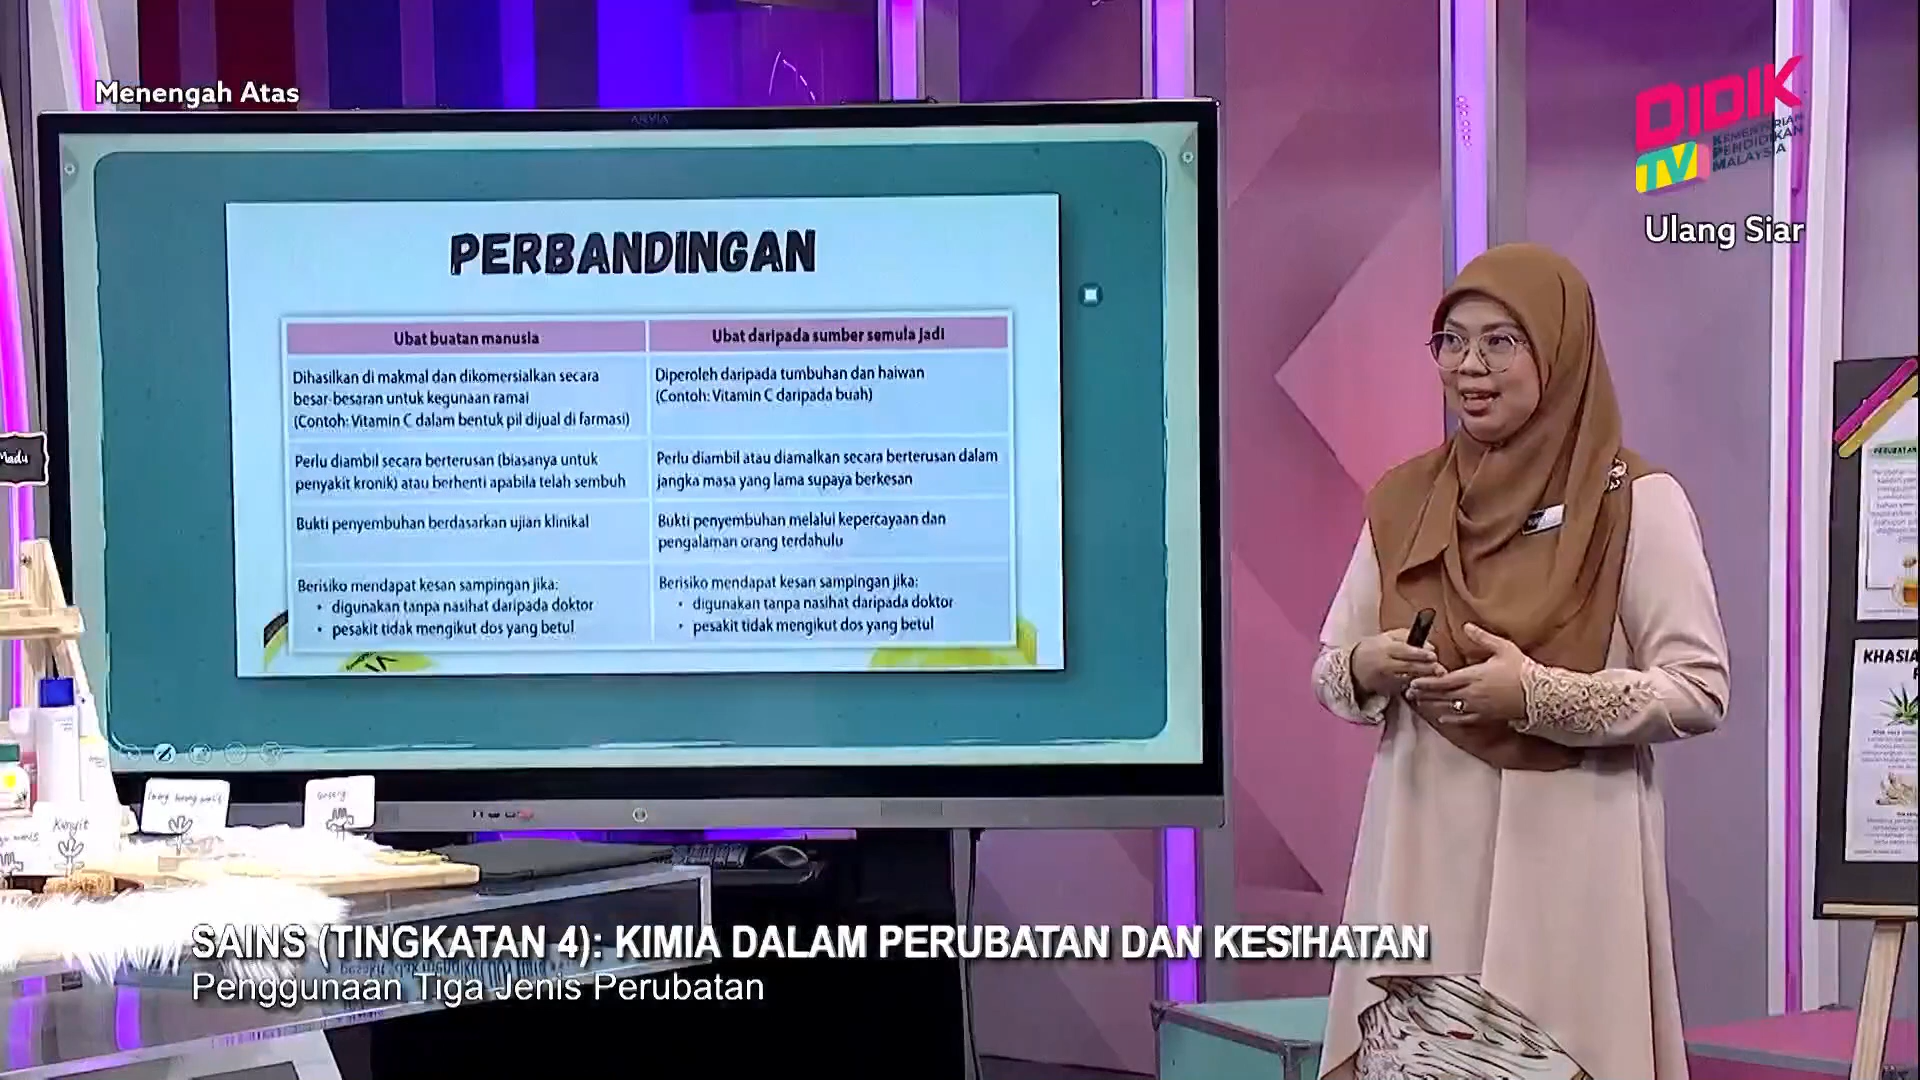 Menengah Atas
DIDIK
TV
KEMENTERIAN
PENDIDIKAN
MALAYSIA
Ulang Siar
PERBANDINGAN
Ubat buatan manusia
Dihasilkan di makmal dan dikomersialkan secara
besar-besaran untuk kegunaan ramai
(Contoh: Vitamin C dalam bentuk pil dijual di farmasi)
Perlu diambil secara berterusan (biasanya untuk
penyakit kronik) atau berhenti apabila telah sembuh
Bukti penyembuhan berdasarkan ujian klinikal
Berisiko mendapat kesan sampingan jika:
• digunakan tanpa nasihat daripada doktor
• pesakit tidak mengikut dos yang betul
Ubat daripada sumber semula jadi
Diperoleh daripada tumbuhan dan haiwan
(Contoh: Vitamin C daripada buah)
Perlu diambil atau diamalkan secara berterusan dalam
jangka masa yang lama supaya berkesan
Bukti penyembuhan melalui kepercayaan dan
pengalaman orang terdahulu
Berisiko mendapat kesan sampingan jika:
• digunakan tanpa nasihat daripada doktor
• pesakit tidak mengikut dos yang betul
Madu
Kunyit
Ginseng
PERUBATAN
SAINS (TINGKATAN 4): KIMIA DALAM PERUBATAN DAN KESIHATAN
Penggunaan Tiga Jenis Perubatan